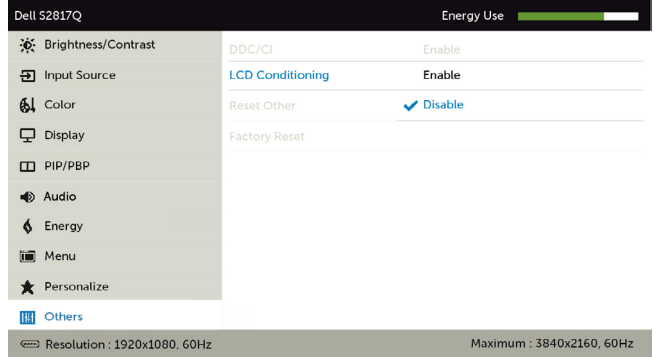 Dell S2817Q Energy Use
Brightness/Contrast DDC/CI Enable
Input Source LCD Conditioning Enable
Color Reset Other Disable
Display Factory Reset
PIP/PBP
Audio
Energy
Menu
Personalize
Others
Resolution : 1920x1080, 60Hz Maximum : 3840x2160, 60Hz